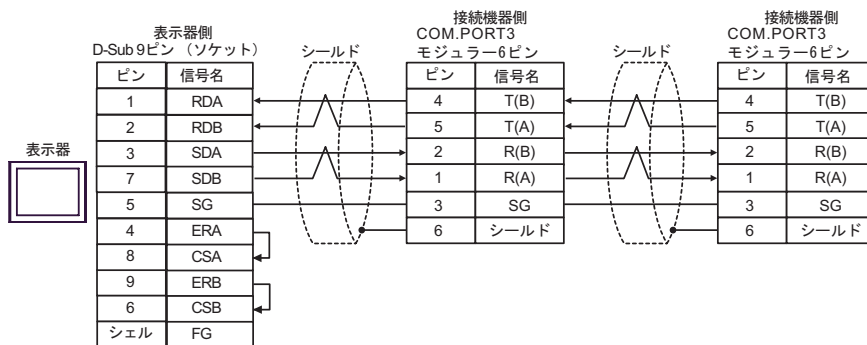 表示器側
D-Sub 9ピン （ソケット）
シールド
接続機器側
COM.PORT3
モジュラー6ピン
シールド
接続機器側
COM.PORT3
モジュラー6ピン
ピン 信号名 ピン 信号名 ピン 信号名
1 RDA 4 T(B) 4 T(B)
2 RDB 5 T(A) 5 T(A)
表示器
3 SDA 2 R(B) 2 R(B)
7 SDB 1 R(A) 1 R(A)
5 SG 3 SG 3 SG
4 ERA 6 シールド 6 シールド
8 CSA
9 ERB
6 CSB
シェル FG